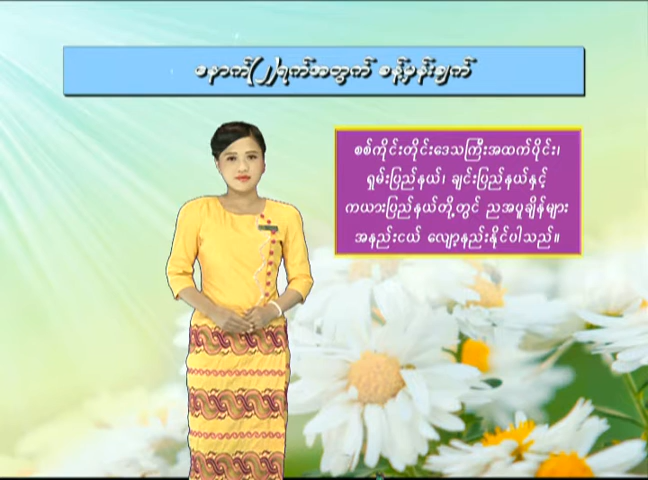 နောက်(၂)ရက်အတွက် ခန့်မှန်းချက်
စစ်ကိုင်းတိုင်းဒေသကြီးအထက်ပိုင်း၊
ရှမ်းပြည်နယ်၊ ချင်းပြည်နယ်နှင့်
ကယားပြည်နယ်တို့တွင် ညအပူချိန်များ
အနည်းငယ် လျော့နည်းနိုင်ပါသည်။